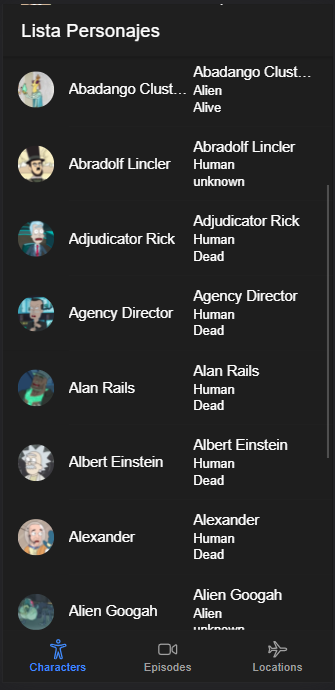 Lista Personajes
Abadango Clust...
Abadango Clust...
Alien
Alive
Abradolf Lincler
Abradolf Lincler
Human
unknown
Adjudicator Rick
Adjudicator Rick
Human
Dead
Agency Director
Agency Director
Human
Dead
Alan Rails
Alan Rails
Human
Dead
Albert Einstein
Albert Einstein
Human
Dead
Alexander
Alexander
Human
Dead
Alien Googah
Alien Googah
Alien
unknown
Characters
Episodes
Locations